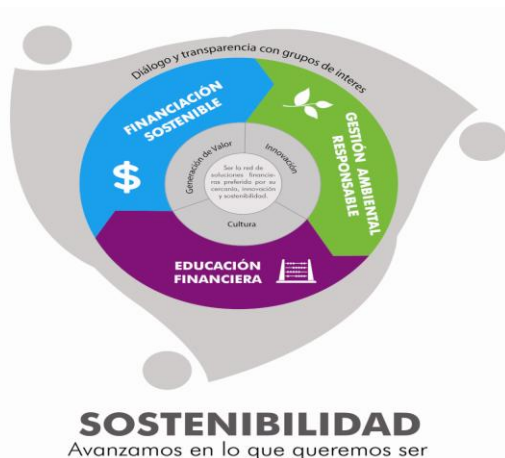 Diálogo y transparencia con grupos de interes
FINANCIACIÓN
SOSTENIBLE
$
GESTIÓN AMBIENTAL
RESPONSABLE
Generación de Valor
Innovación
Ser la red de
soluciones financie-
ras preferida por su
cercanía, innovación
y sostenibilidad.
Cultura
EDUCACIÓN
FINANCIERA
SOSTENIBILIDAD
Avanzamos en lo que queremos ser